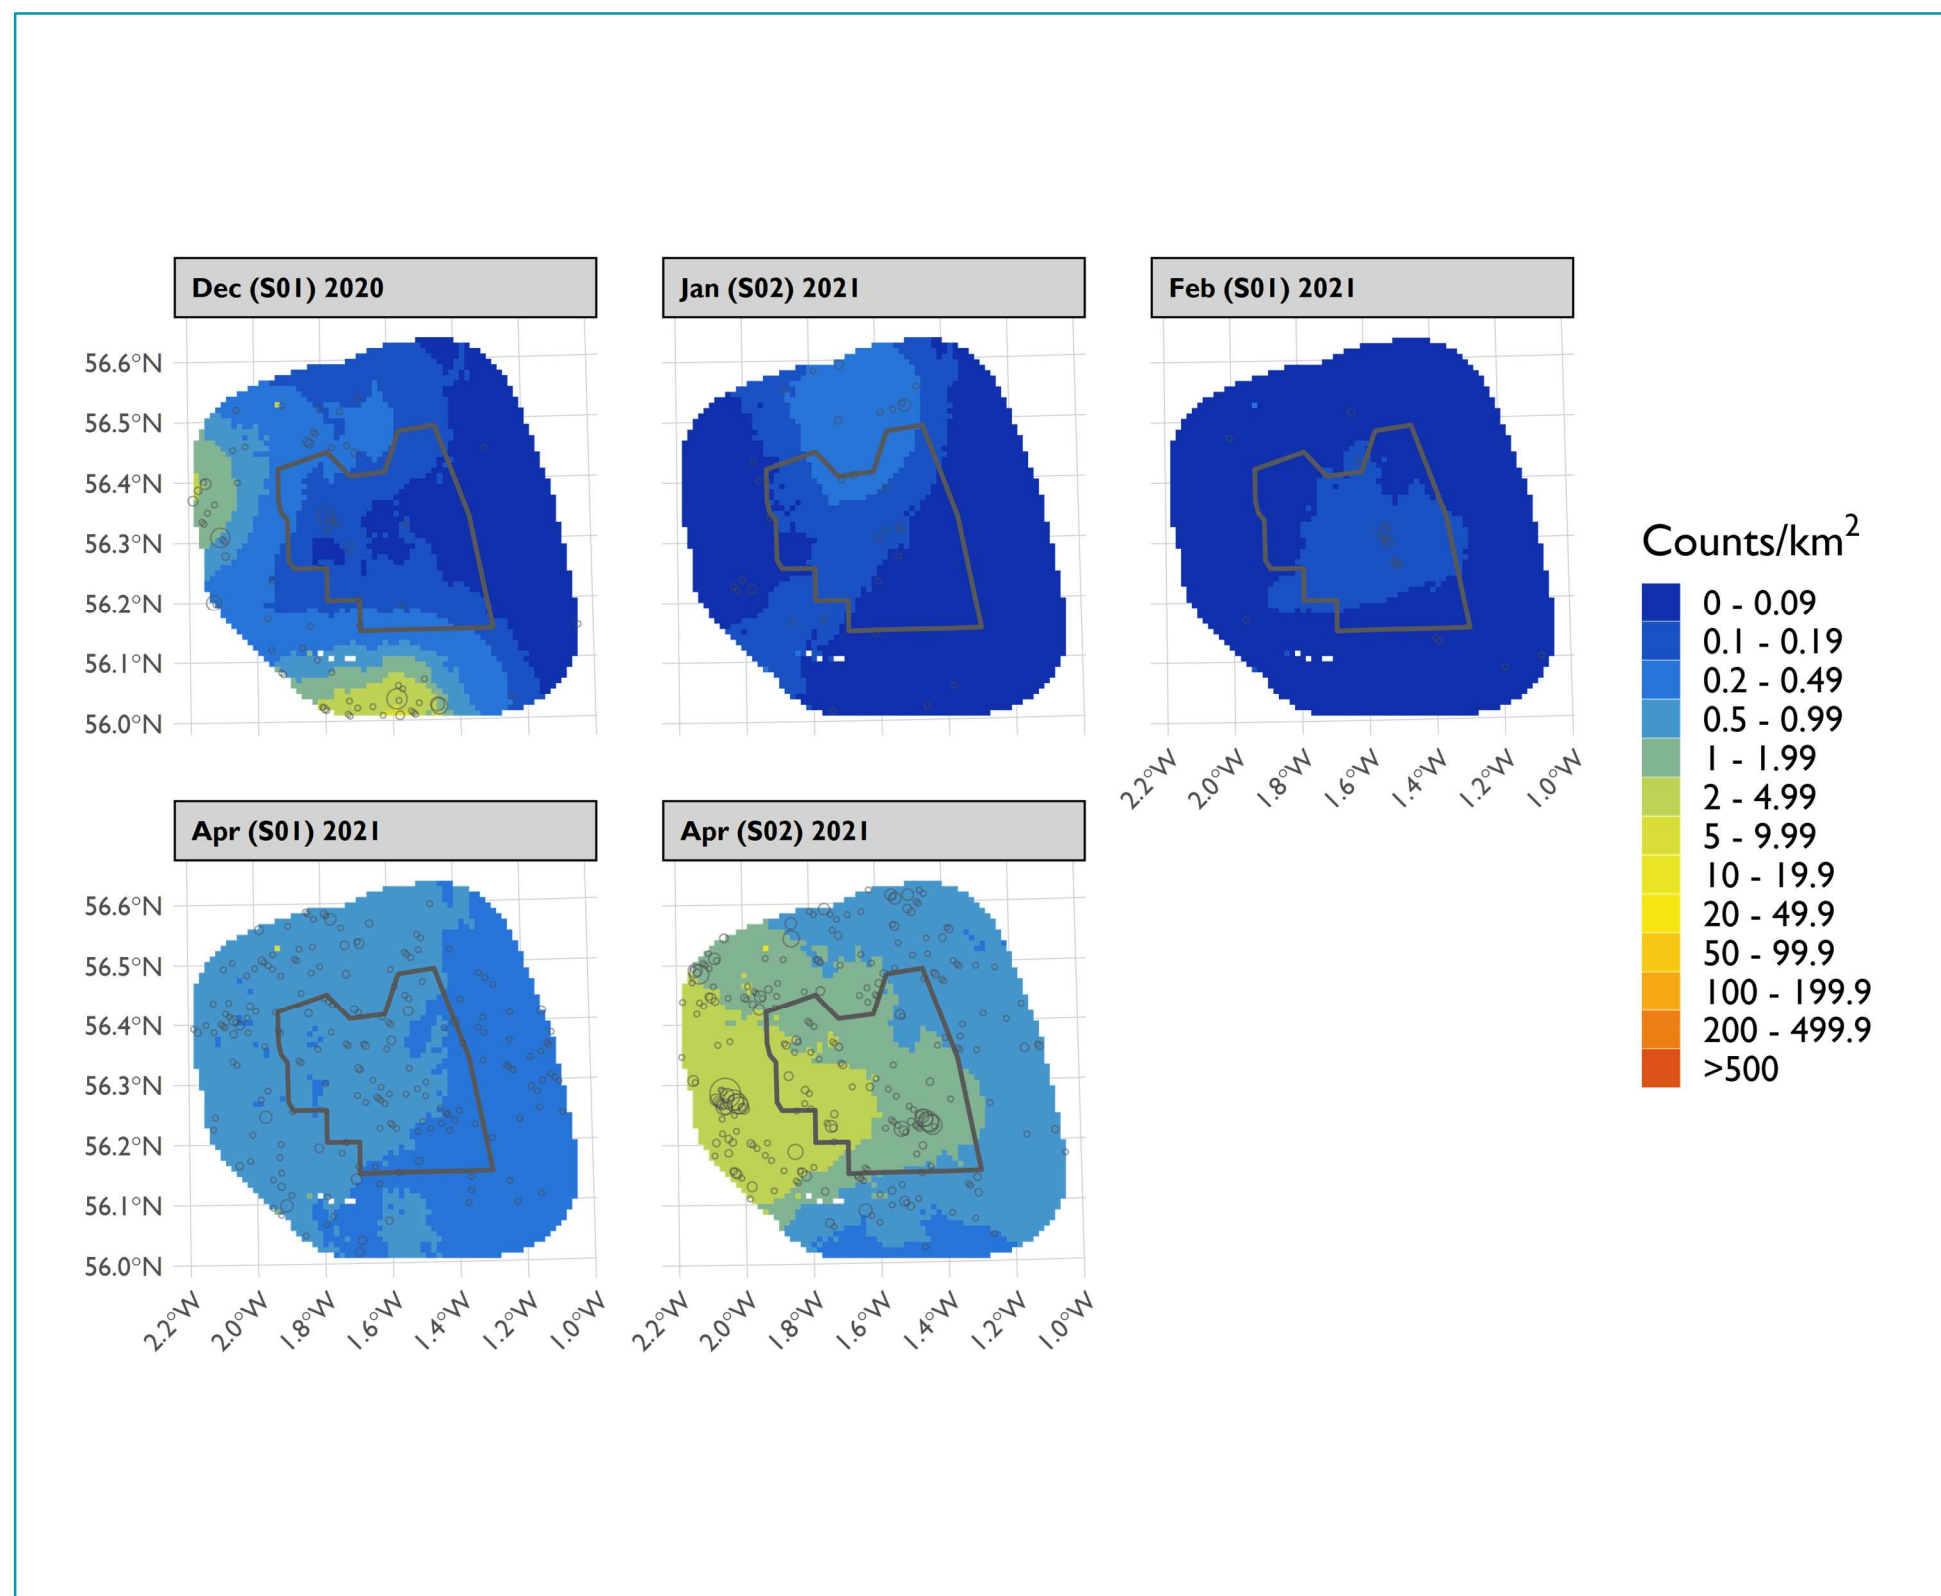 Dec (S01) 2020
Jan (S02) 2021
Feb (S01) 2021
56.6°N
56.5°N
56.4°N
56.3°N
56.2°N
56.1°N
56.0°N
2.2°W
2.0°W
1.8°W
1.6°W
1.4°W
1.2°W
1.0°W
Apr (S01) 2021
Apr (S02) 2021
56.6°N
56.5°N
56.4°N
56.3°N
56.2°N
56.1°N
56.0°N
2.2°W
2.0°W
1.8°W
1.6°W
1.4°W
1.2°W
1.0°W
2.2°W
2.0°W
1.8°W
1.6°W
1.4°W
1.2°W
1.0°W
Counts/km²
0 - 0.09
0.1 - 0.19
0.2 - 0.49
0.5 - 0.99
1 - 1.99
2 - 4.99
5 - 9.99
10 - 19.9
20 - 49.9
50 - 99.9
100 - 199.9
200 - 499.9
>500